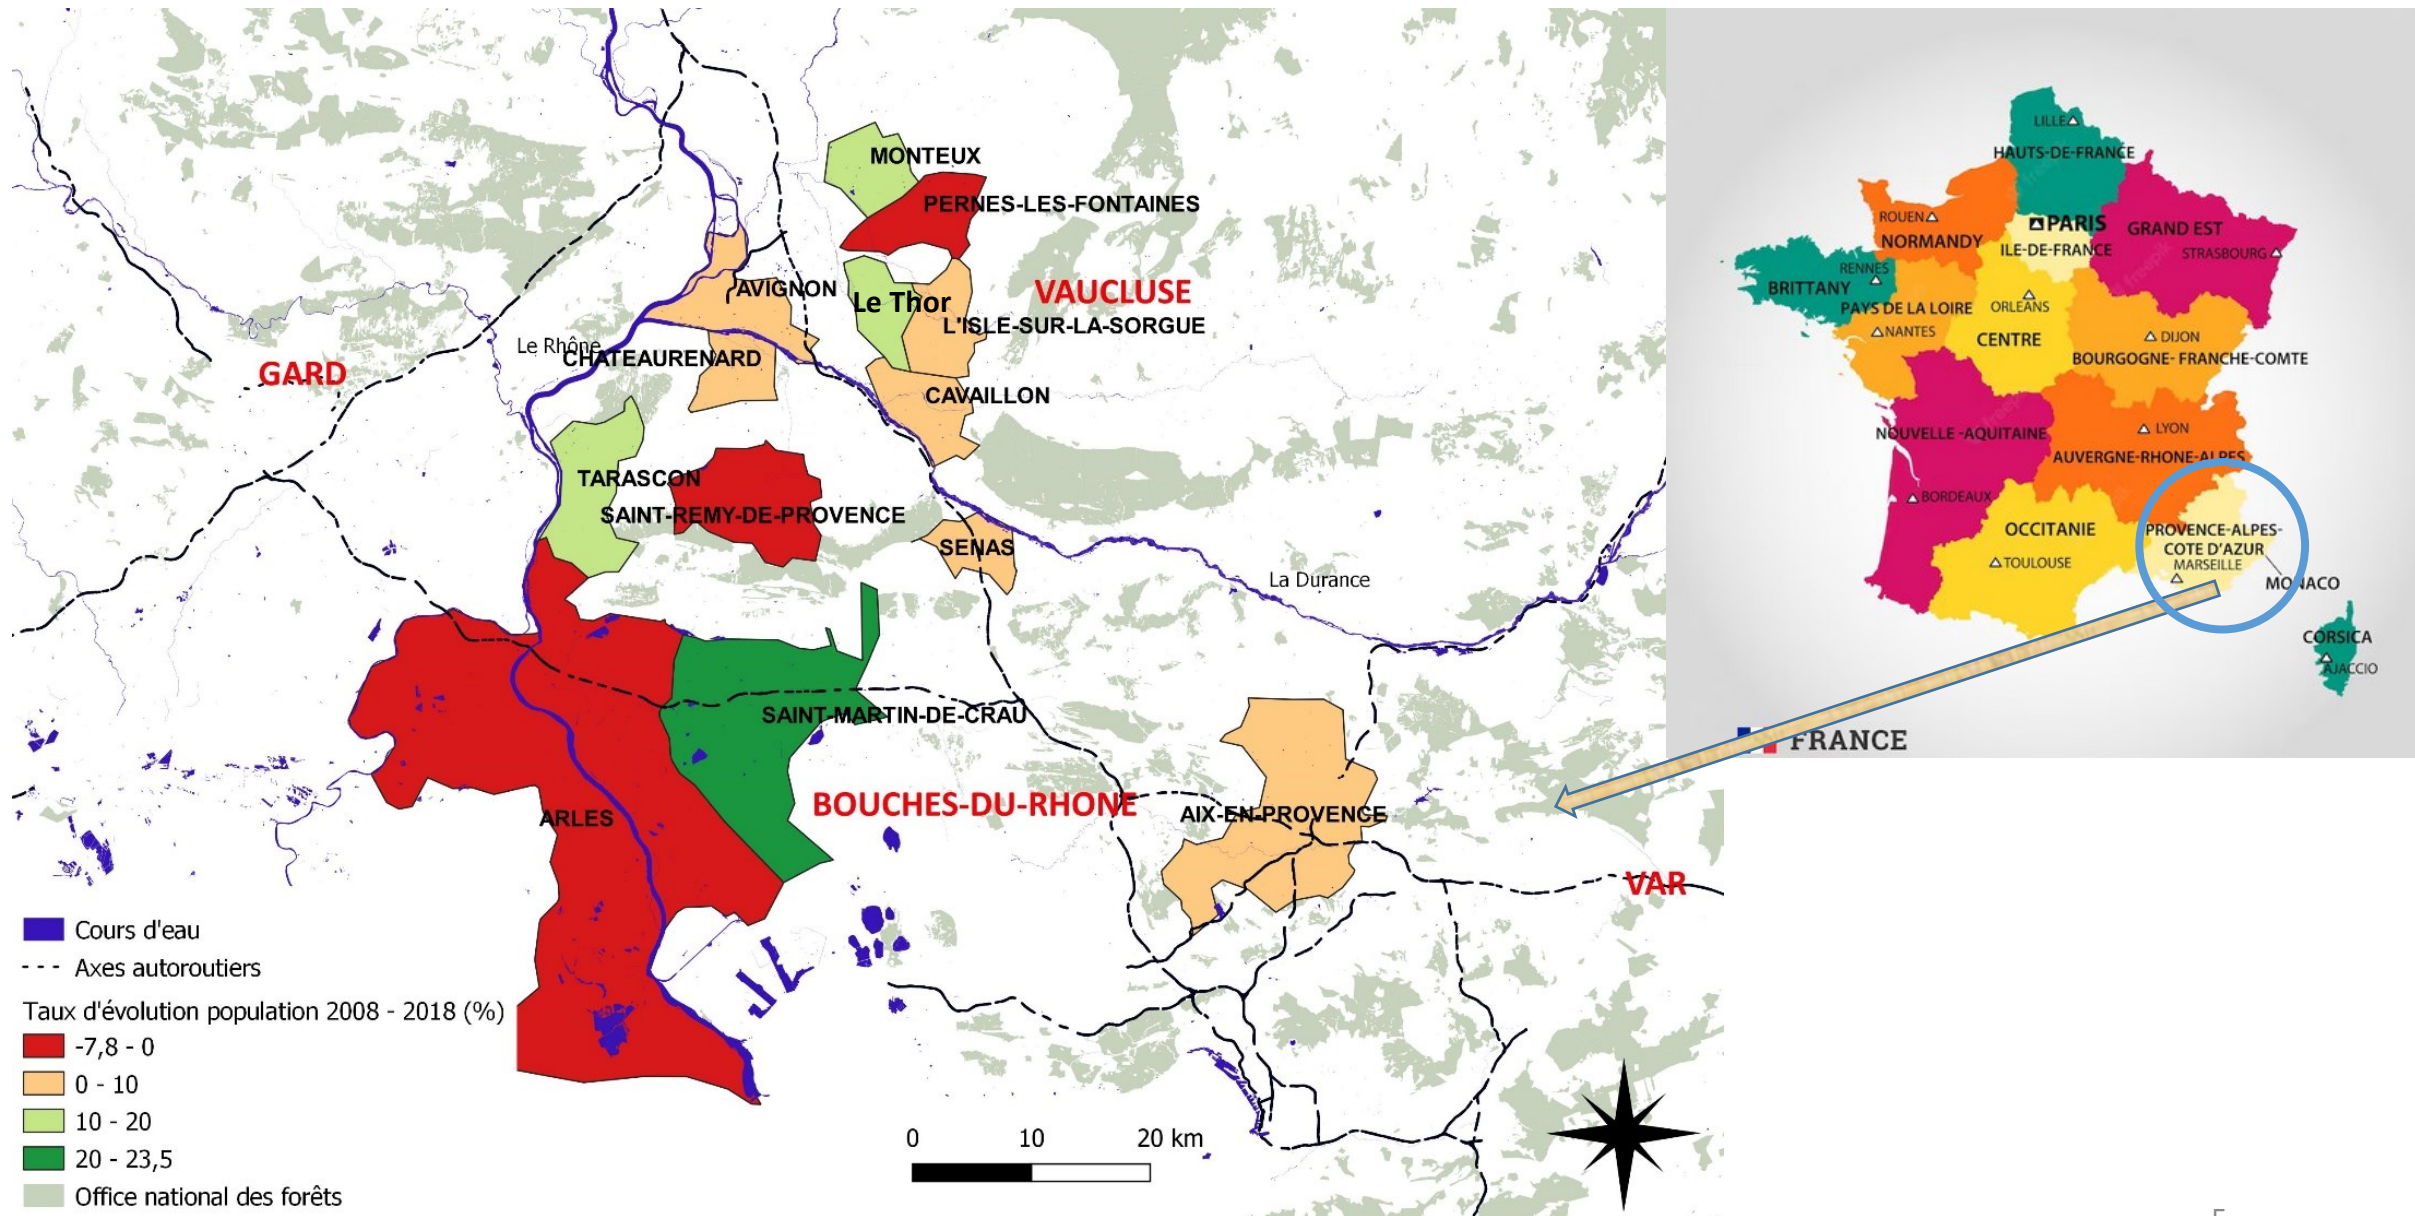 MONTEUX
PERNES-LES-FONTAINES
VAUCLUSE
AVIGNON
Le Thor
L'ISLE-SUR-LA-SORGUE
Le Rhône
CHATEAURENARD
GARD
CAVAILLON
TARASCON
SAINT-REMY-DE-PROVENCE
SENAS
La Durance
SAINT-MARTIN-DE-CRAU
BOUCHES-DU-RHONE
ARLES
AIX-EN-PROVENCE
VAR
Cours d'eau
Axes autoroutiers
Taux d'évolution population 2008 - 2018 (%)
-7,8 - 0
0 - 10
10 - 20
20 - 23,5
Office national des forêts
0 10 20 km
LILLE
HAUTS-DE-FRANCE
ROUEN
PARIS
NORMANDY
ILE-DE-FRANCE
GRAND EST
STRASBOURG
RENNES
BRITTANY
PAYS DE LA LOIRE
ORLEANS
NANTES
CENTRE
DIJON
BOURGOGNE- FRANCHE-COMTE
NOUVELLE -AQUITAINE
LYON
AUVERGNE-RHONE-ALPES
BORDEAUX
OCCITANIE
TOULOUSE
PROVENCE-ALPES-
COTE D'AZUR
MARSEILLE
MONACO
CORSICA
AJACCIO
FRANCE